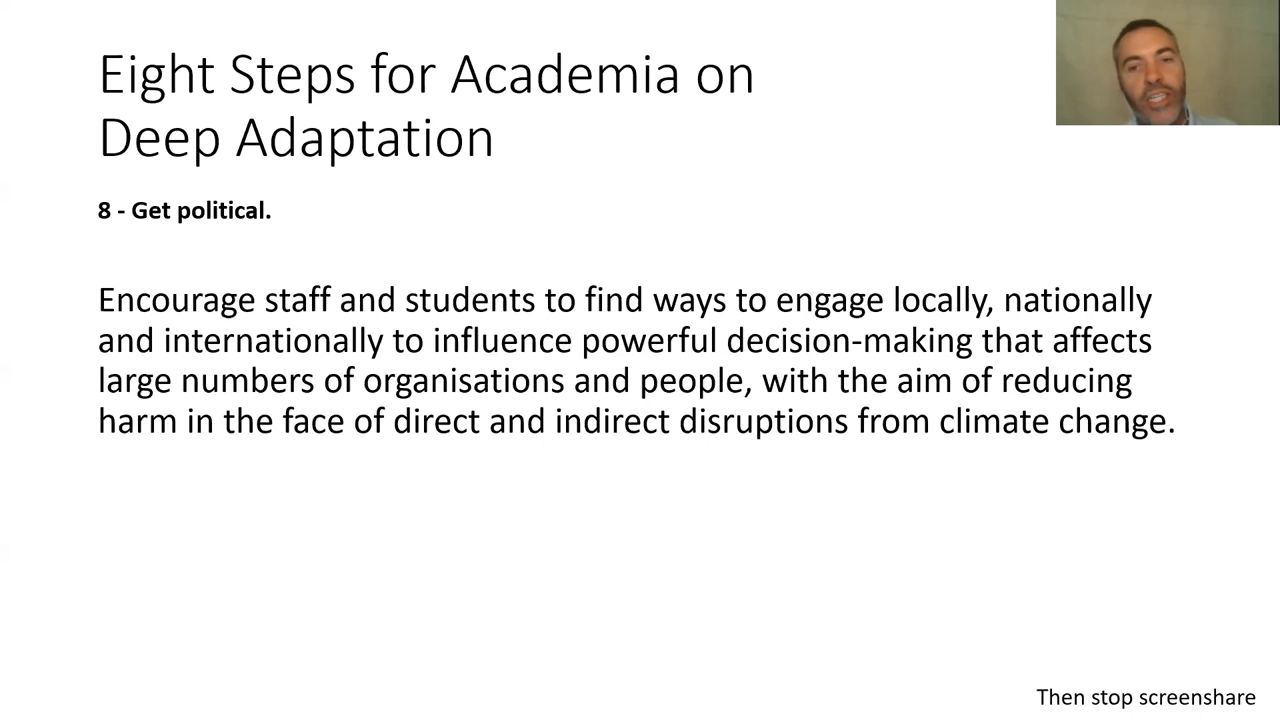 Eight Steps for Academia on
Deep Adaptation
8 - Get political.
Encourage staff and students to find ways to engage locally, nationally
and internationally to influence powerful decision-making that affects
large numbers of organisations and people, with the aim of reducing
harm in the face of direct and indirect disruptions from climate change.
Then stop screenshare